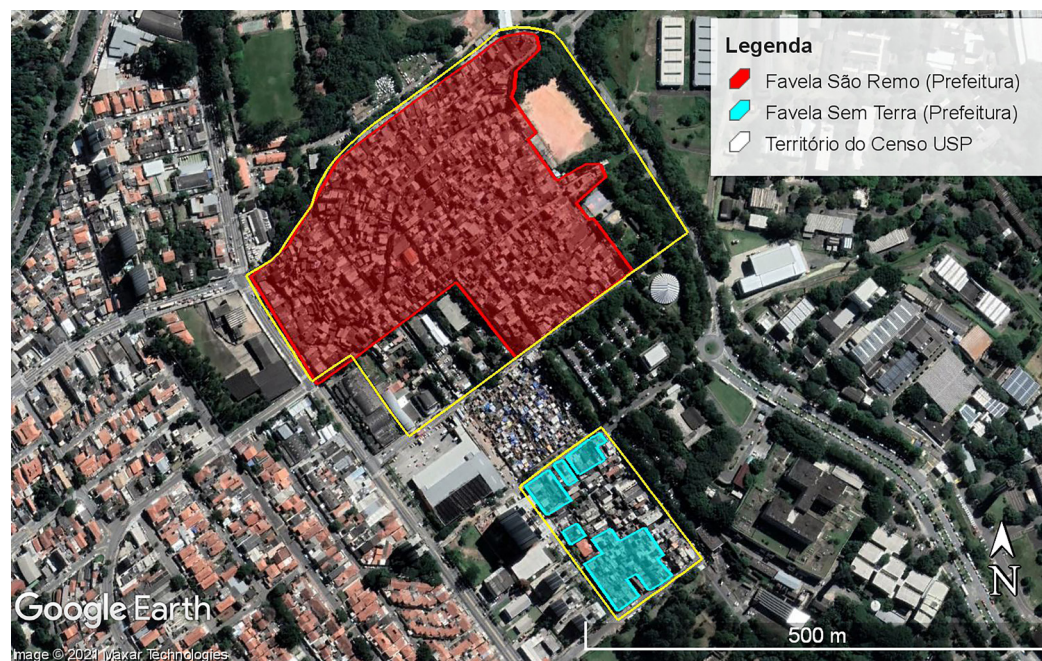 Legenda
Favela São Remo (Prefeitura)
Favela Sem Terra (Prefeitura)
Território do Censo USP
N
Google Earth
500 m
mage © 2021 Maxar Technologies